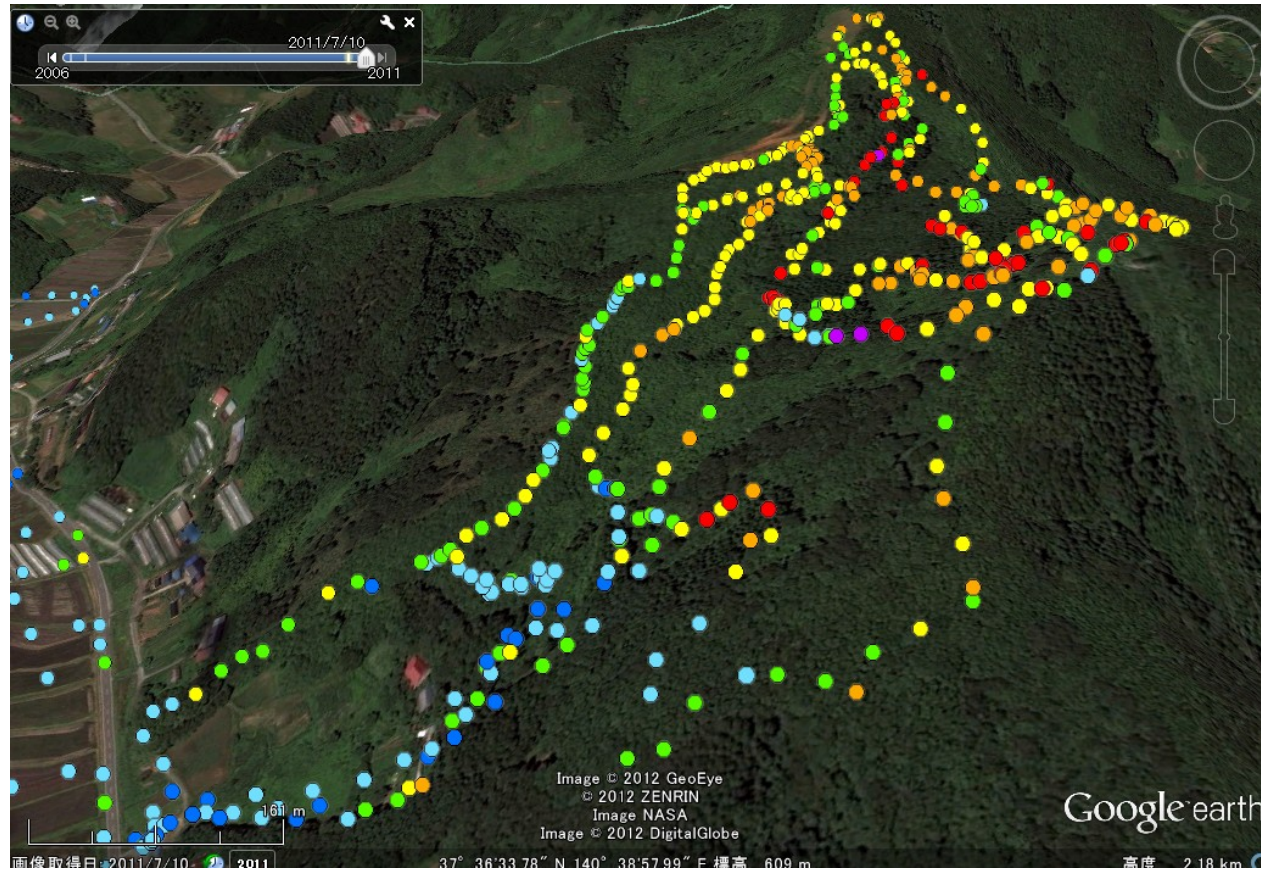 2011/7/10
2006
2011
Image © 2012 GeoEye
© 2012 ZENRIN
Image NASA
Image © 2012 DigitalGlobe
161 m
Google earth
画像取得日: 2011/7/10
2011
37° 36'33.78" N 140° 38'57.99" E 標高 609 m
高度 2.18 km